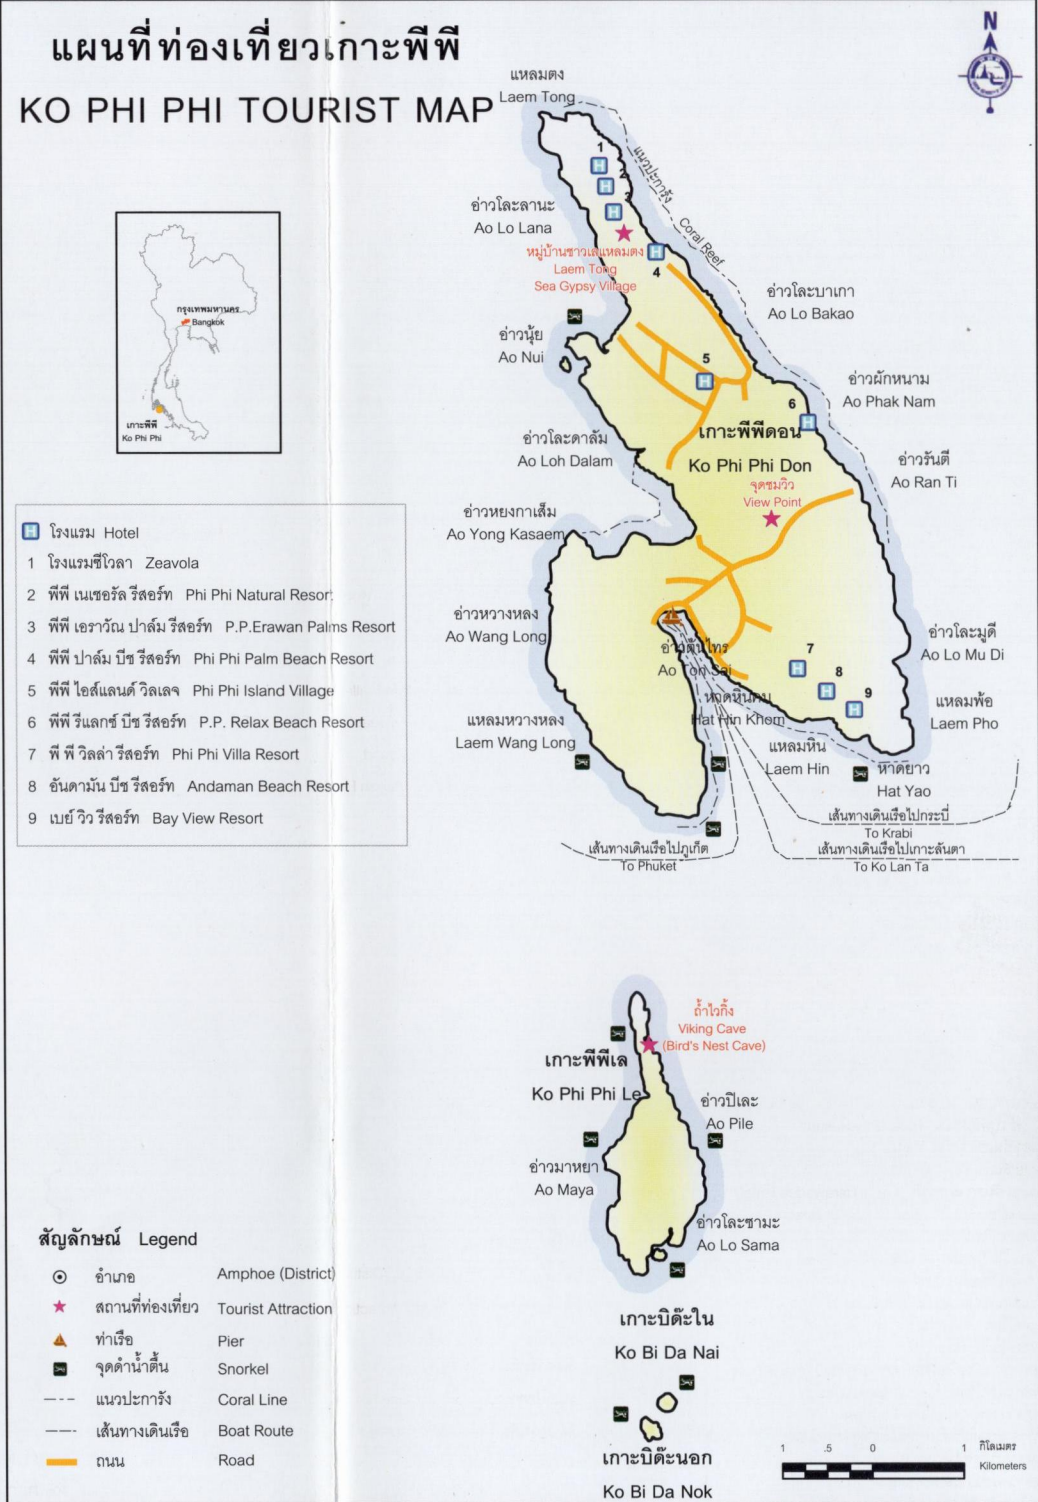 แผนที่ท่องเที่ยวเกาะพีพี
KO PHI PHI TOURIST MAP
N
แหลมตง
Laem Tong
1
2
3
แนวปะการัง
Coral Reef
อ่าวโละลานะ
Ao Lo Lana
หมู่บ้านชาวเลแหลมตง
Laem Tong
Sea Gypsy Village
4
อ่าวโละบาเกา
Ao Lo Bakao
กรุงเทพมหานคร
Bangkok
เกาะพีพี
Ko Phi Phi
อ่าวนุ้ย
Ao Nui
5
อ่าวผักหนาม
Ao Phak Nam
6
เกาะพีพีดอน
Ko Phi Phi Don
อ่าวโละดาลัม
Ao Loh Dalam
อ่าวรันตี
Ao Ran Ti
จุดชมวิว
View Point
อ่าวหยงกาเส็ม
Ao Yong Kasaem
H โรงแรม Hotel
1 โรงแรมซีโวลา Zeavola
2 พีพี เนเชอรัล รีสอร์ท Phi Phi Natural Resort
3 พีพี เอราวัณ ปาล์ม รีสอร์ท P.P.Erawan Palms Resort
4 พีพี ปาล์ม บีช รีสอร์ท Phi Phi Palm Beach Resort
5 พีพี ไอส์แลนด์ วิลเลจ Phi Phi Island Village
6 พีพี รีแลกซ์ บีช รีสอร์ท P.P. Relax Beach Resort
7 พี พี วิลล่า รีสอร์ท Phi Phi Villa Resort
8 อันดามัน บีช รีสอร์ท Andaman Beach Resort
9 เบย์ วิว รีสอร์ท Bay View Resort
อ่าวหวางหลง
Ao Wang Long
อ่าวต้นไทร
Ao Ton Sai
อ่าวโละมูดี
Ao Lo Mu Di
7
8
9
หาดหินคม
Hat Hin Khom
แหลมพ้อ
Laem Pho
แหลมหวางหลง
Laem Wang Long
แหลมหิน
Laem Hin
หาดยาว
Hat Yao
เส้นทางเดินเรือไปกระบี่
To Krabi
เส้นทางเดินเรือไปภูเก็ต
To Phuket
เส้นทางเดินเรือไปเกาะลันตา
To Ko Lan Ta
ถ้ำไวกิ้ง
Viking Cave
(Bird's Nest Cave)
เกาะพีพีเล
Ko Phi Phi Le
อ่าวปิเละ
Ao Pile
อ่าวมาหยา
Ao Maya
อ่าวโละซามะ
Ao Lo Sama
เกาะบิด๊ะใน
Ko Bi Da Nai
เกาะบิด๊ะนอก
Ko Bi Da Nok
สัญลักษณ์ Legend
อำเภอ Amphoe (District)
สถานที่ท่องเที่ยว Tourist Attraction
ท่าเรือ Pier
จุดดำน้ำตื้น Snorkel
แนวปะการัง Coral Line
เส้นทางเดินเรือ Boat Route
ถนน Road
1 .5 0 1 กิโลเมตร
Kilometers